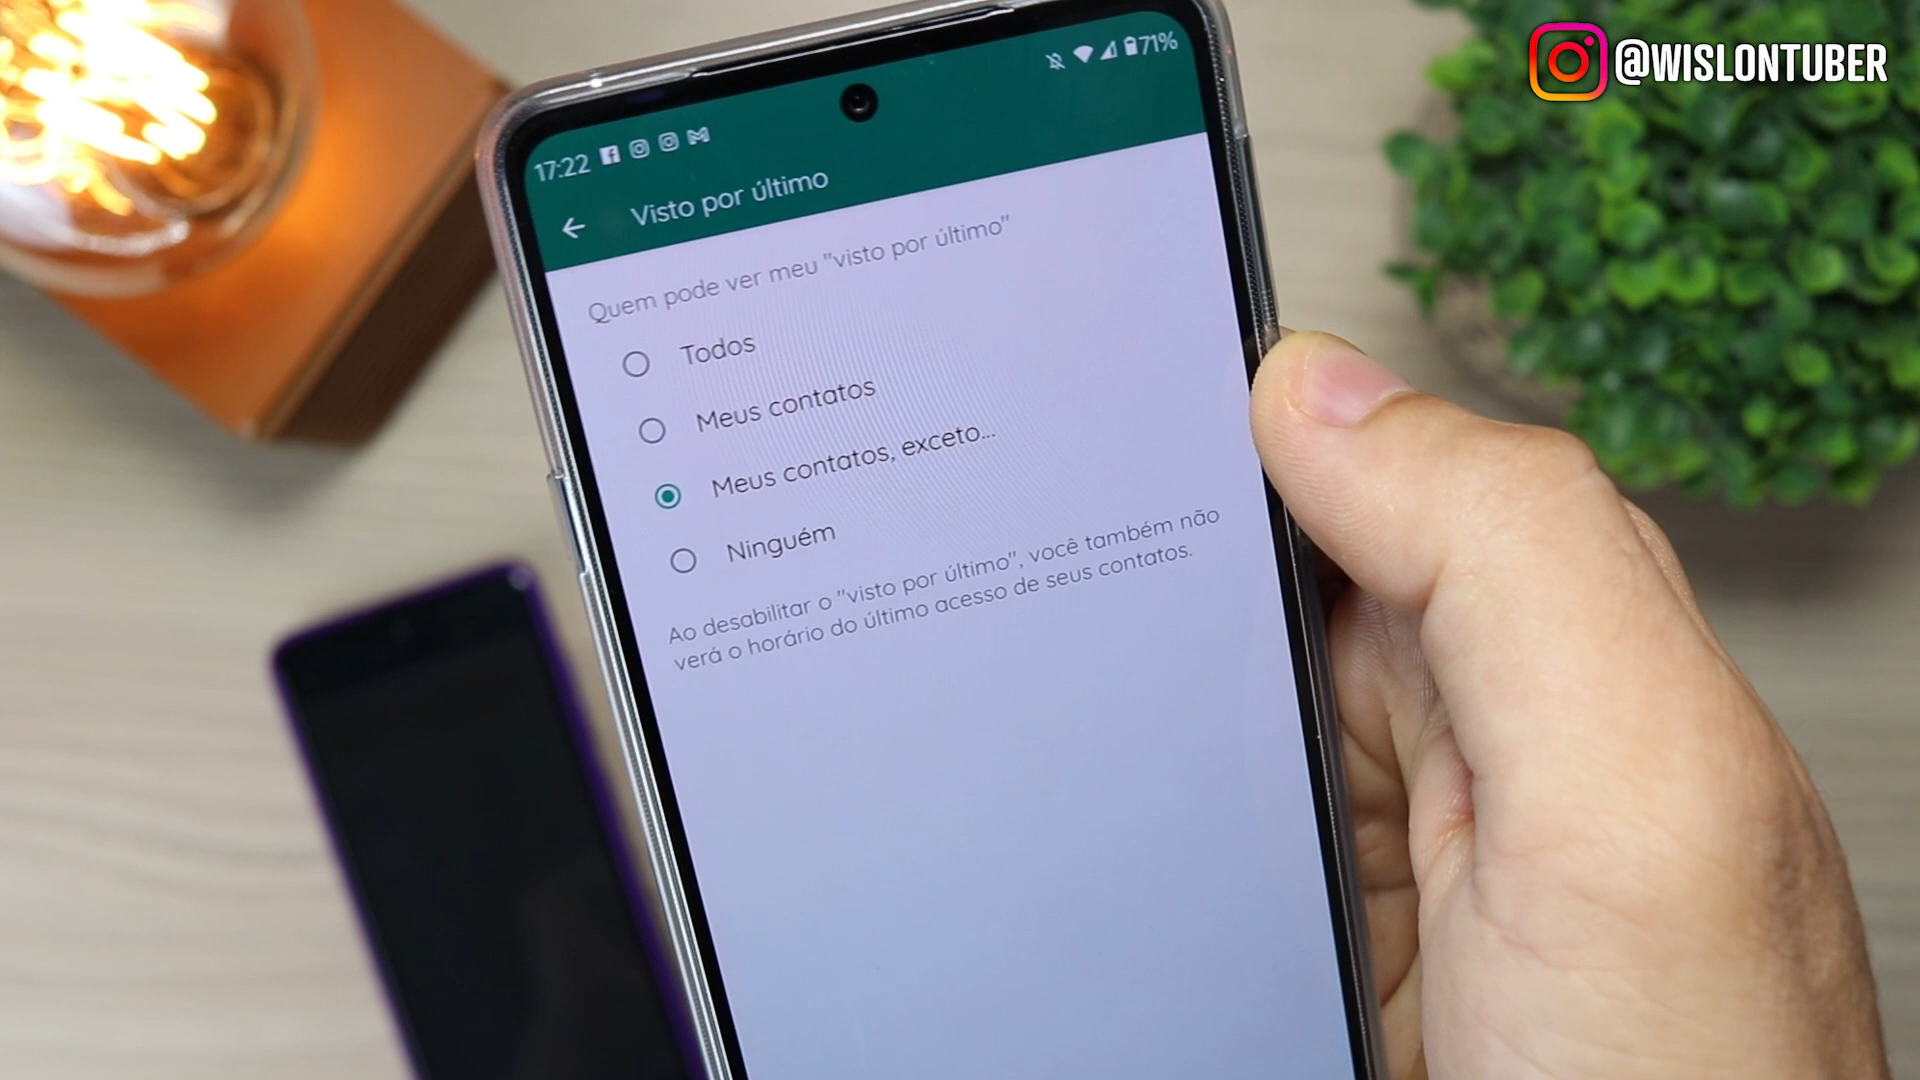 @WISLONTUBER
71%
17:22
Visto por último
Quem pode ver meu "visto por último"
Todos
Meus contatos
Meus contatos, exceto...
Ninguém
Ao desabilitar o "visto por último", você também não
verá o horário do último acesso de seus contatos.